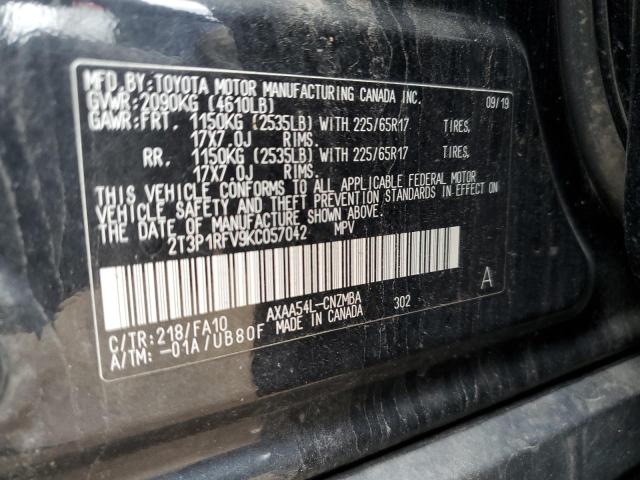 MFD.BY:TOYOTA MOTOR MANUFACTURING CANADA INC.
GVWR:2090KG (4610LB) 09/19
GAWR:FRT. 1150KG (2535LB) WITH 225/65R17 TIRES,
17X7.0J RIMS.
RR. 1150KG (2535LB) WITH 225/65R17 TIRES,
17X7.0J RIMS.
THIS VEHICLE CONFORMS TO ALL APPLICABLE FEDERAL MOTOR
VEHICLE SAFETY AND THEFT PREVENTION STANDARDS IN EFFECT ON
THE DATE OF MANUFACTURE SHOWN ABOVE.
2T3P1RFV9KC057042 MPV
A
AXAA54L-CNZMBA 302
C/TR:218/FA10 MADE IN CANADA
A/TM: -01A/UB80F